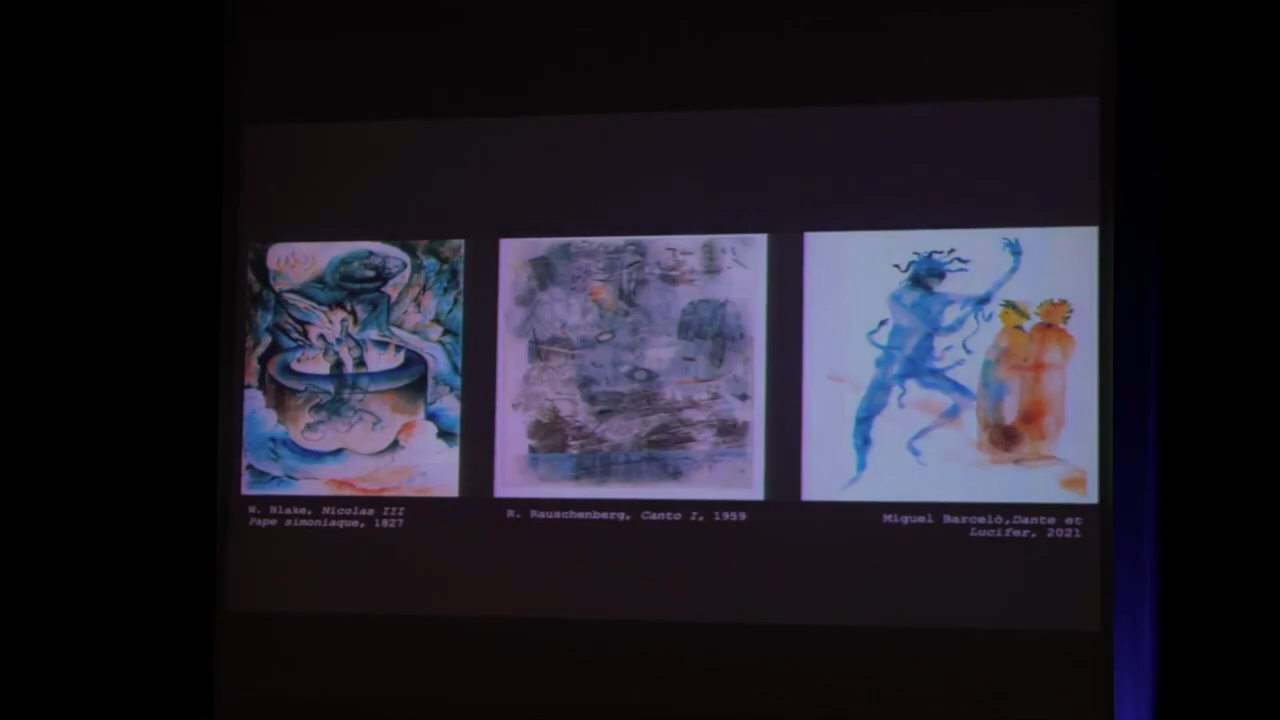 W. Blake, Nicolas III
Pape simoniaque, 1827
R. Rauschenberg, Canto I, 1959
Miquel Barcelò,Dante et
Lucifer, 2021